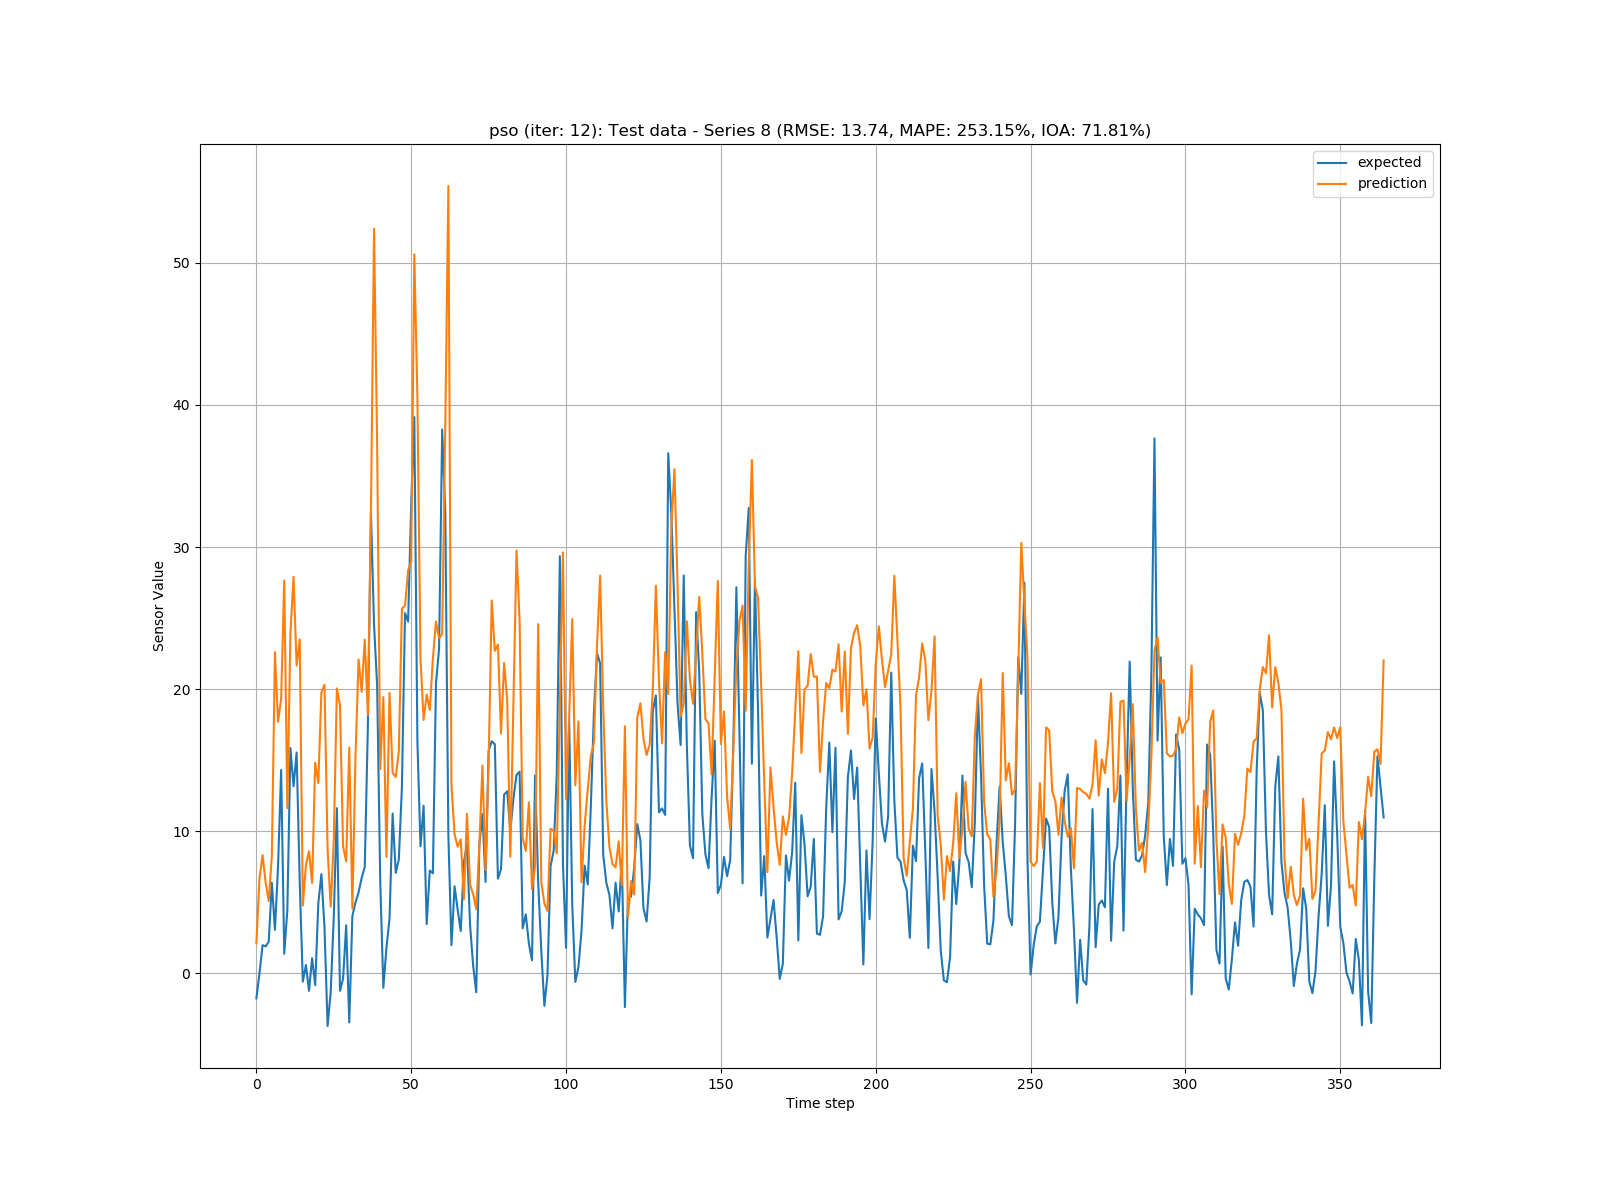 pso (iter: 12): Test data - Series 8 (RMSE: 13.74, MAPE: 253.15%, IOA: 71.81%)
expected
prediction
50
40
30
20
10
0
Sensor Value
0 50 100 150 200 250 300 350
Time step